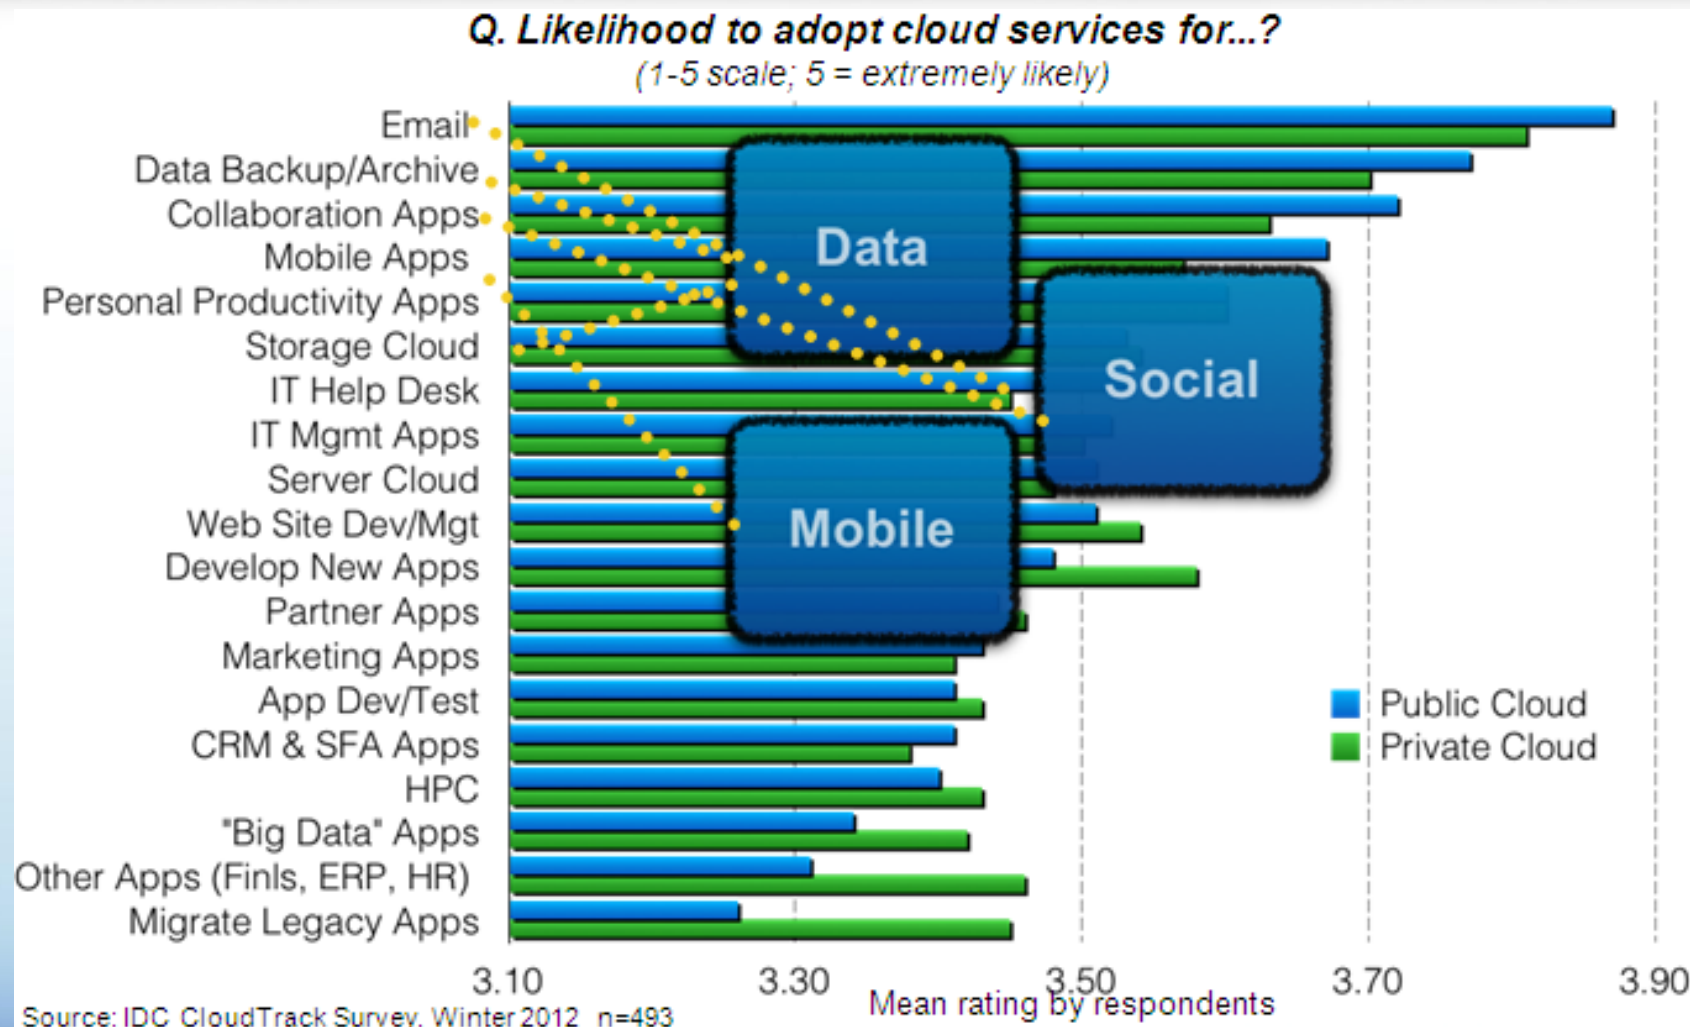 Q. Likelihood to adopt cloud services for...?
(1-5 scale; 5 = extremely likely)
Email
Data Backup/Archive
Collaboration Apps
Mobile Apps
Personal Productivity Apps
Storage Cloud
IT Help Desk
IT Mgmt Apps
Server Cloud
Web Site Dev/Mgt
Develop New Apps
Partner Apps
Marketing Apps
App Dev/Test
CRM & SFA Apps
HPC
"Big Data" Apps
Other Apps (Finls, ERP, HR)
Migrate Legacy Apps
Data
Social
Mobile
Public Cloud
Private Cloud
3.10 3.30 3.50 3.70 3.90
Mean rating by respondents
Source: IDC CloudTrack Survey, Winter 2012 n=493